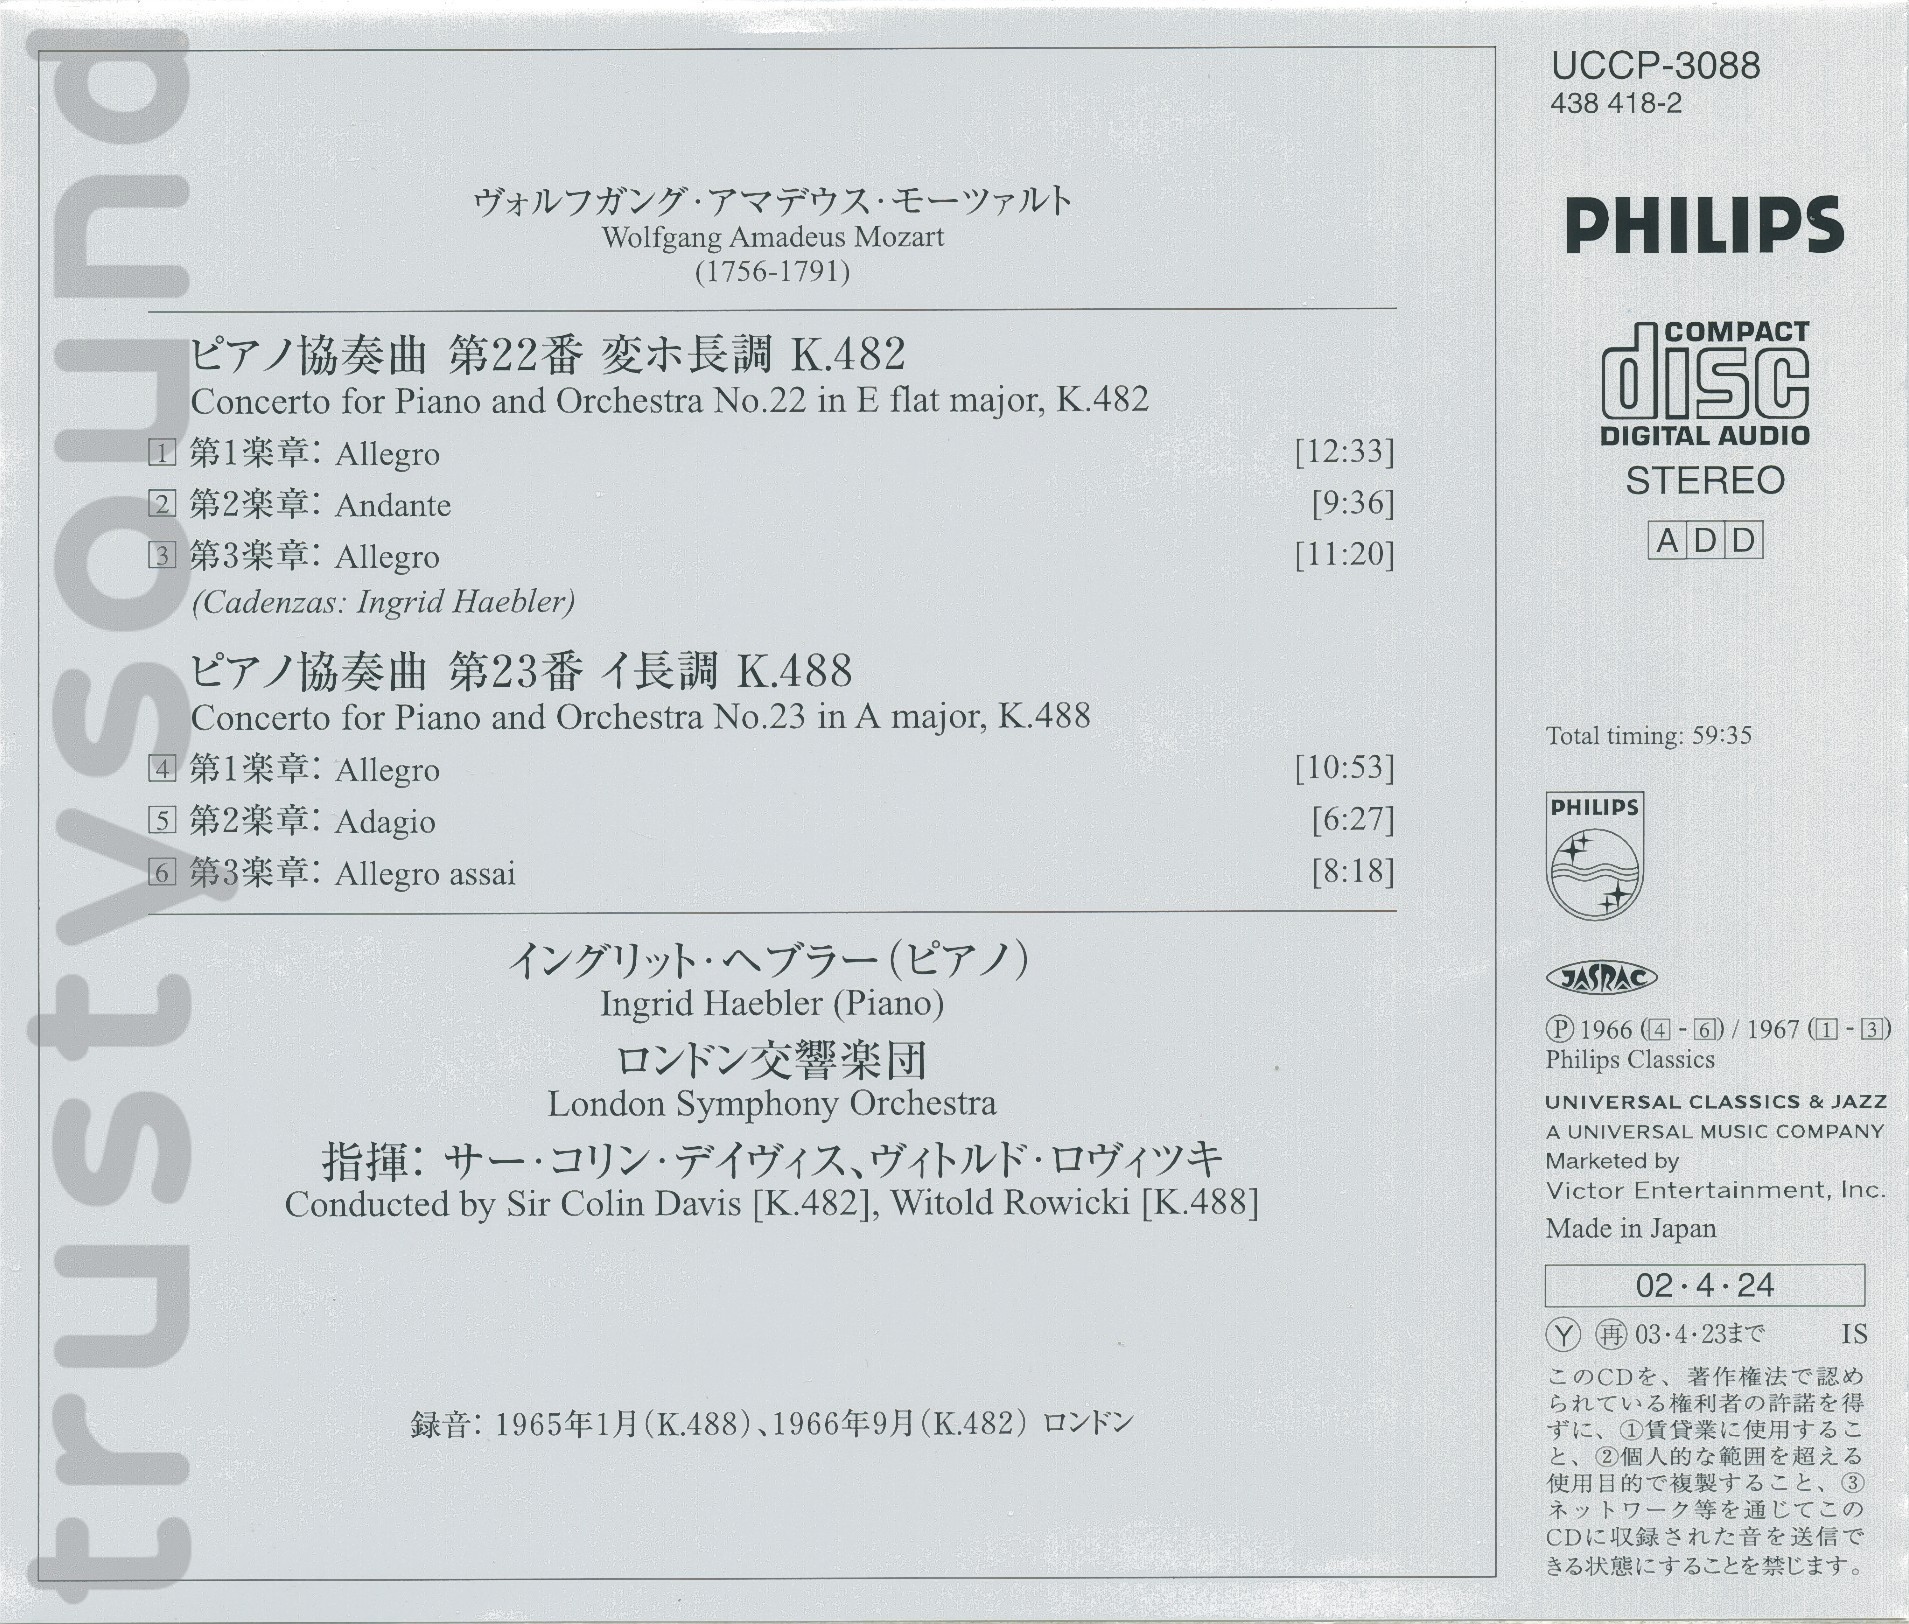 trustysound
ヴォルフガング・アマデウス・モーツァルト
Wolfgang Amadeus Mozart
(1756-1791)
ピアノ協奏曲 第22番 変ホ長調 K.482
Concerto for Piano and Orchestra No.22 in E flat major, K.482
1 第1楽章: Allegro [12:33]
2 第2楽章: Andante [9:36]
3 第3楽章: Allegro [11:20]
(Cadenzas: Ingrid Haebler)
ピアノ協奏曲 第23番 イ長調 K.488
Concerto for Piano and Orchestra No.23 in A major, K.488
4 第1楽章: Allegro [10:53]
5 第2楽章: Adagio [6:27]
6 第3楽章: Allegro assai [8:18]
イングリット・ヘブラー(ピアノ)
Ingrid Haebler (Piano)
ロンドン交響楽団
London Symphony Orchestra
指揮: サー・コリン・デイヴィス、ヴィトルド・ロヴィツキ
Conducted by Sir Colin Davis [K.482], Witold Rowicki [K.488]
録音: 1965年1月(K.488)、1966年9月(K.482) ロンドン
UCCP-3088
438 418-2
PHILIPS
COMPACT
disc
DIGITAL AUDIO
STEREO
ADD
Total timing: 59:35
PHILIPS
JASRAC
Ⓟ 1966 (4 - 6) / 1967 (1 - 3)
Philips Classics
UNIVERSAL CLASSICS & JAZZ
A UNIVERSAL MUSIC COMPANY
Marketed by
Victor Entertainment, Inc.
Made in Japan
02・4・24
Ⓨ ㊢ 03・4・23まで IS
このCDを、著作権法で認め
られている権利者の許諾を得
ずに、①賃貸業に使用するこ
と、②個人的な範囲を超える
使用目的で複製すること、③
ネットワーク等を通じてこの
CDに収録された音を送信で
きる状態にすることを禁じます。